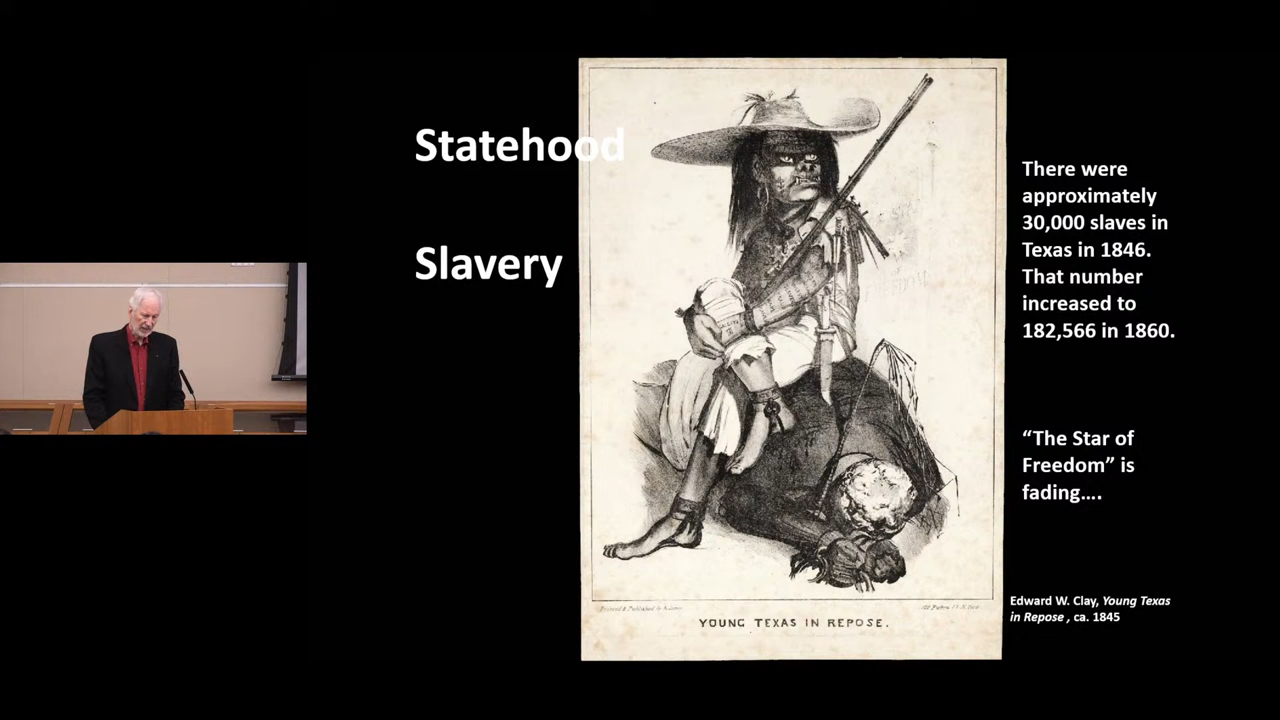 Statehood
Slavery
There were
approximately
30,000 slaves in
Texas in 1846.
That number
increased to
182,566 in 1860.
“The Star of
Freedom” is
fading....
Edward W. Clay, Young Texas
in Repose , ca. 1845
YOUNG TEXAS IN REPOSE.